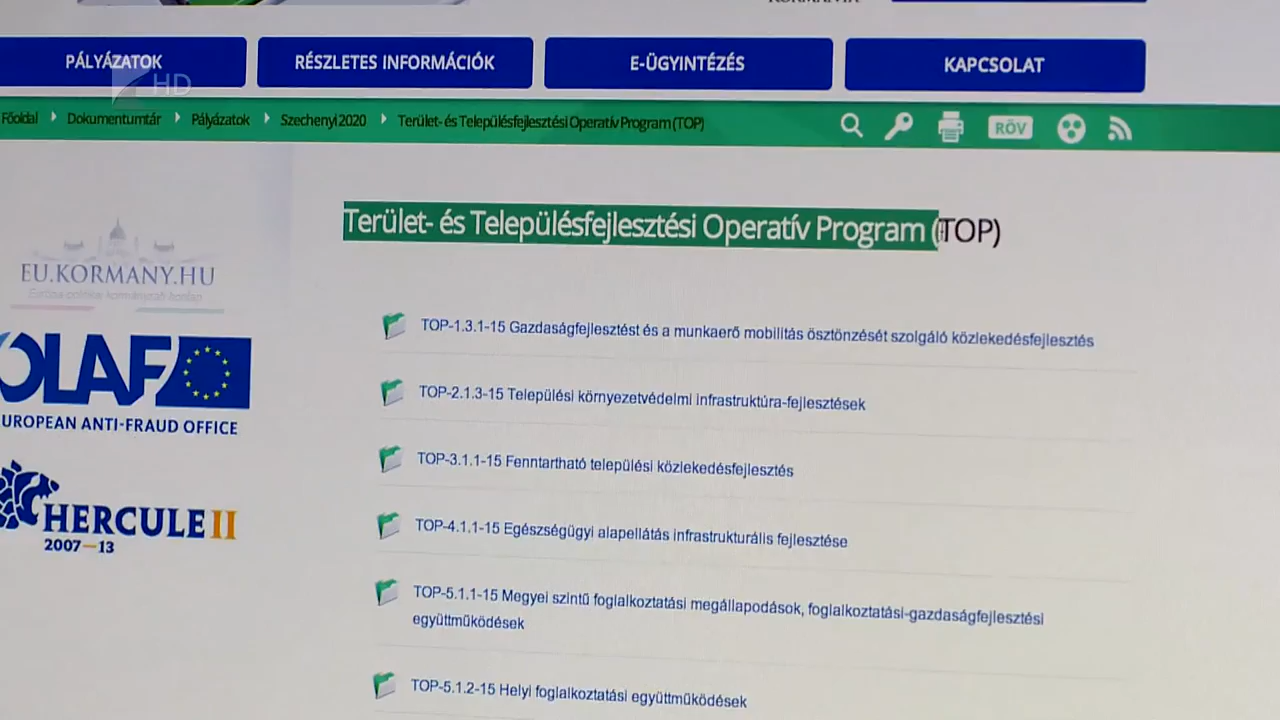 PÁLYÁZATOK RÉSZLETES INFORMÁCIÓK E-ÜGYINTÉZÉS KAPCSOLAT
HD
Főoldal Dokumentumtár Pályázatok Szechenyi 2020 Terület- és Településfejlesztési Operatív Program (TOP)
RÖV
Terület- és Településfejlesztési Operatív Program (TOP)
EU.KORMANY.HU
OLAF
EUROPEAN ANTI-FRAUD OFFICE
HERCULE II
2007-13
TOP-1.3.1-15 Gazdaságfejlesztést és a munkaerő mobilitás ösztönzését szolgáló közlekedésfejlesztés
TOP-2.1.3-15 Települési környezetvédelmi infrastruktúra-fejlesztések
TOP-3.1.1-15 Fenntartható települési közlekedésfejlesztés
TOP-4.1.1-15 Egészségügyi alapellátás infrastrukturális fejlesztése
TOP-5.1.1-15 Megyei szintű foglalkoztatási megállapodások, foglalkoztatási-gazdaságfejlesztési
együttműködések
TOP-5.1.2-15 Helyi foglalkoztatási együttműködések